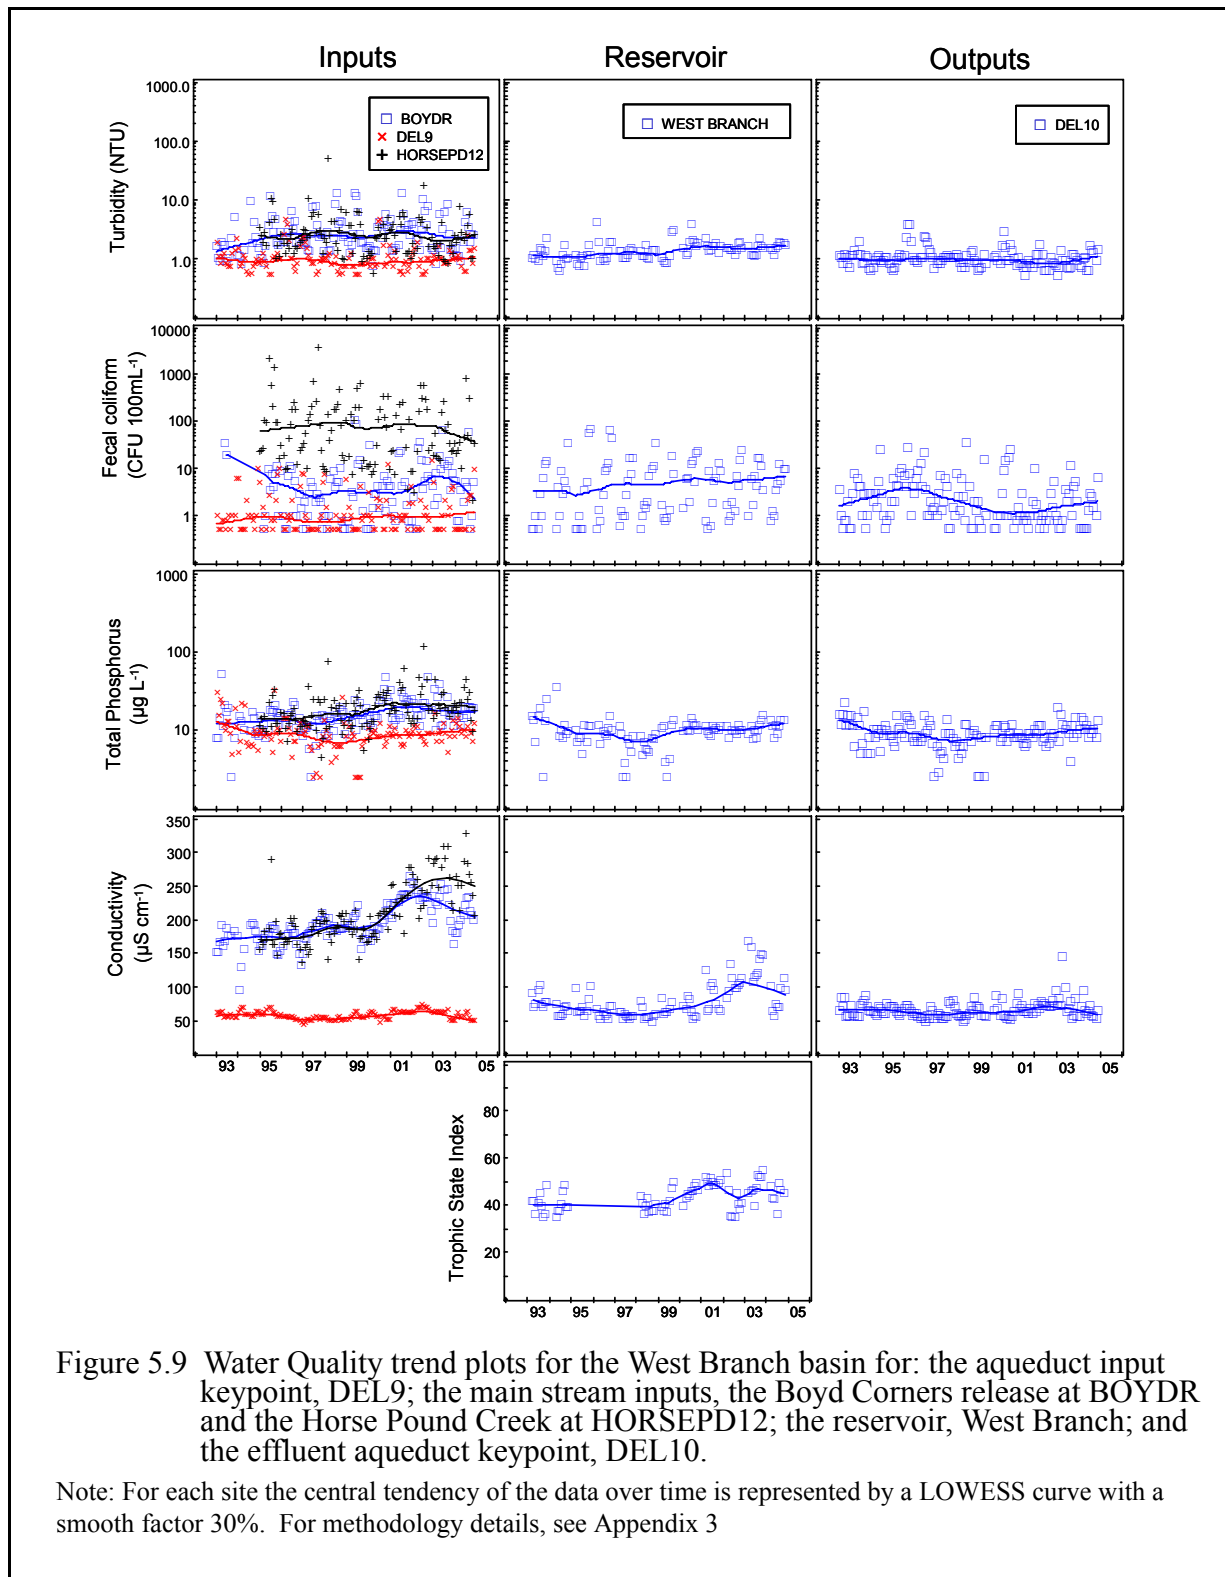 Inputs
Reservoir
Outputs
Turbidity (NTU)
1000.0
100.0
10.0
1.0
BOYDR
DEL9
HORSEPD12
WEST BRANCH
DEL10
Fecal coliform
(CFU 100mL-1)
10000
1000
100
10
1
Total Phosphorus
(µg L-1)
1000
100
10
Conductivity
(µS cm-1)
350
300
250
200
150
100
50
93 95 97 99 01 03 05
93 95 97 99 01 03 05
Trophic State Index
80
60
40
20
93 95 97 99 01 03 05
Figure 5.9 Water Quality trend plots for the West Branch basin for: the aqueduct input
keypoint, DEL9; the main stream inputs, the Boyd Corners release at BOYDR
and the Horse Pound Creek at HORSEPD12; the reservoir, West Branch; and
the effluent aqueduct keypoint, DEL10.
Note: For each site the central tendency of the data over time is represented by a LOWESS curve with a
smooth factor 30%. For methodology details, see Appendix 3